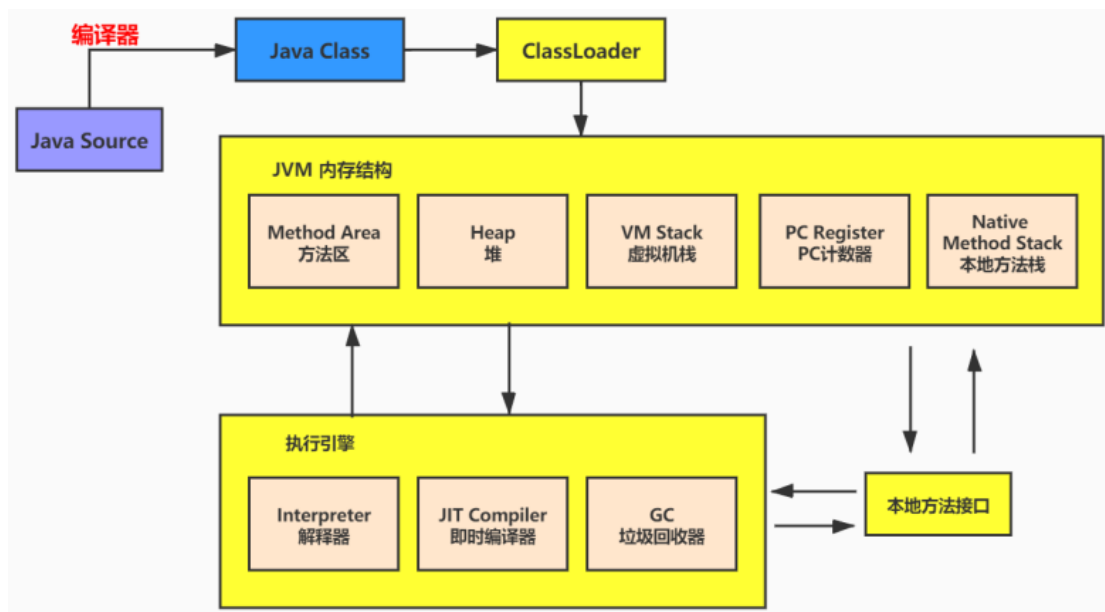 编译器
Java Class
ClassLoader
Java Source
JVM 内存结构
Method Area
方法区
Heap
堆
VM Stack
虚拟机栈
PC Register
PC计数器
Native
Method Stack
本地方法栈
执行引擎
Interpreter
解释器
JIT Compiler
即时编译器
GC
垃圾回收器
本地方法接口